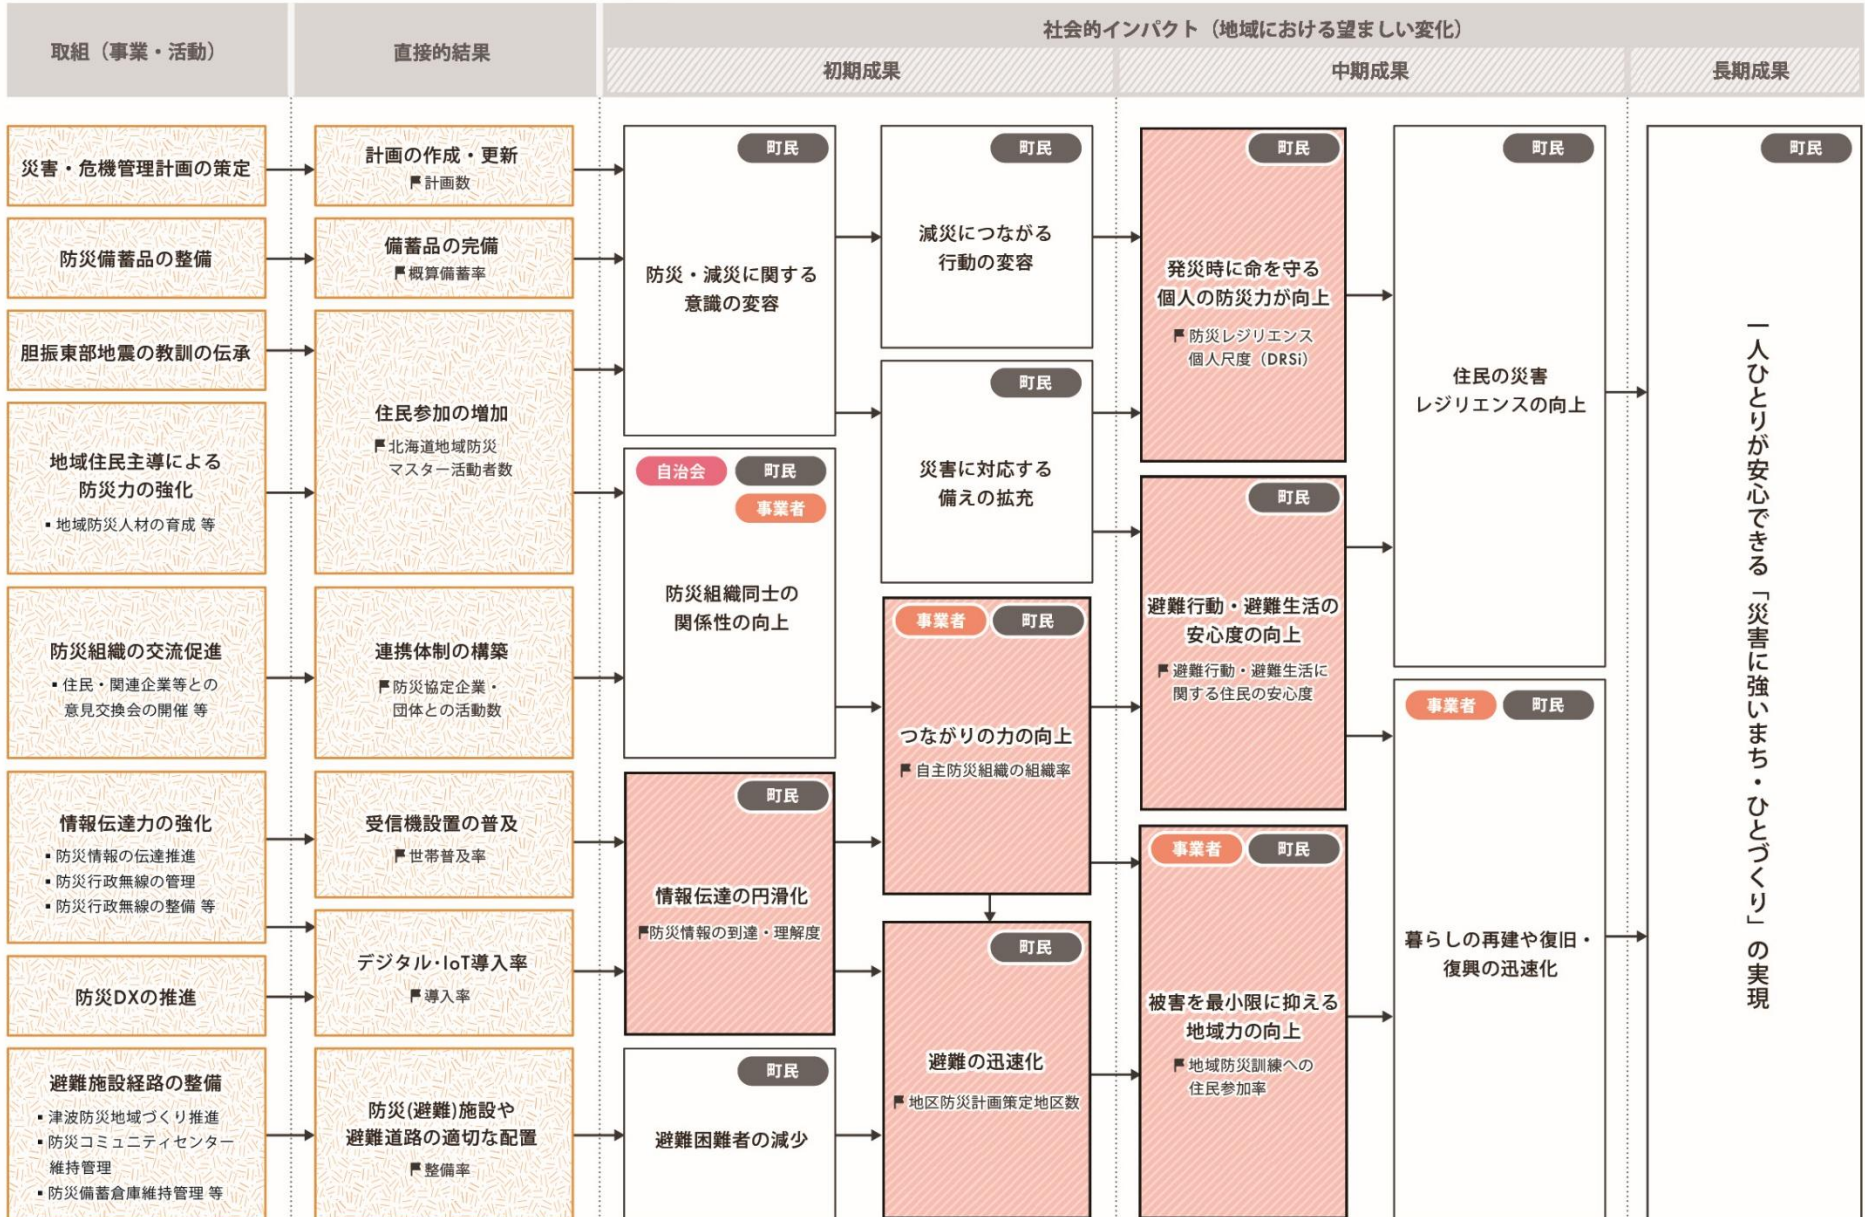 取組（事業・活動）
直接的結果
社会的インパクト（地域における望ましい変化）
初期成果
中期成果
長期成果
災害・危機管理計画の策定
防災備蓄品の整備
胆振東部地震の教訓の伝承
地域住民主導による
防災力の強化
▪ 地域防災人材の育成 等
防災組織の交流促進
▪ 住民・関連企業等との
意見交換会の開催 等
情報伝達力の強化
▪ 防災情報の伝達推進
▪ 防災行政無線の管理
▪ 防災行政無線の整備 等
防災DXの推進
避難施設経路の整備
▪ 津波防災地域づくり推進
▪ 防災コミュニティセンター
維持管理
▪ 防災備蓄倉庫維持管理 等
計画の作成・更新
計画数
備蓄品の完備
概算備蓄率
住民参加の増加
北海道地域防災
マスター活動者数
連携体制の構築
防災協定企業・
団体との活動数
受信機設置の普及
世帯普及率
デジタル･IoT導入率
導入率
防災(避難)施設や
避難道路の適切な配置
整備率
町民
防災・減災に関する
意識の変容
自治会
町民
事業者
防災組織同士の
関係性の向上
町民
情報伝達の円滑化
防災情報の到達・理解度
町民
避難困難者の減少
町民
減災につながる
行動の変容
町民
災害に対応する
備えの拡充
事業者
町民
つながりの力の向上
自主防災組織の組織率
町民
避難の迅速化
地区防災計画策定地区数
町民
発災時に命を守る
個人の防災力が向上
防災レジリエンス
個人尺度（DRSi）
町民
避難行動・避難生活の
安心度の向上
避難行動・避難生活に
関する住民の安心度
事業者
町民
被害を最小限に抑える
地域力の向上
地域防災訓練への
住民参加率
町民
住民の災害
レジリエンスの向上
事業者
町民
暮らしの再建や復旧・
復興の迅速化
町民
一人ひとりが安心できる「災害に強いまち・ひとづくり」の実現